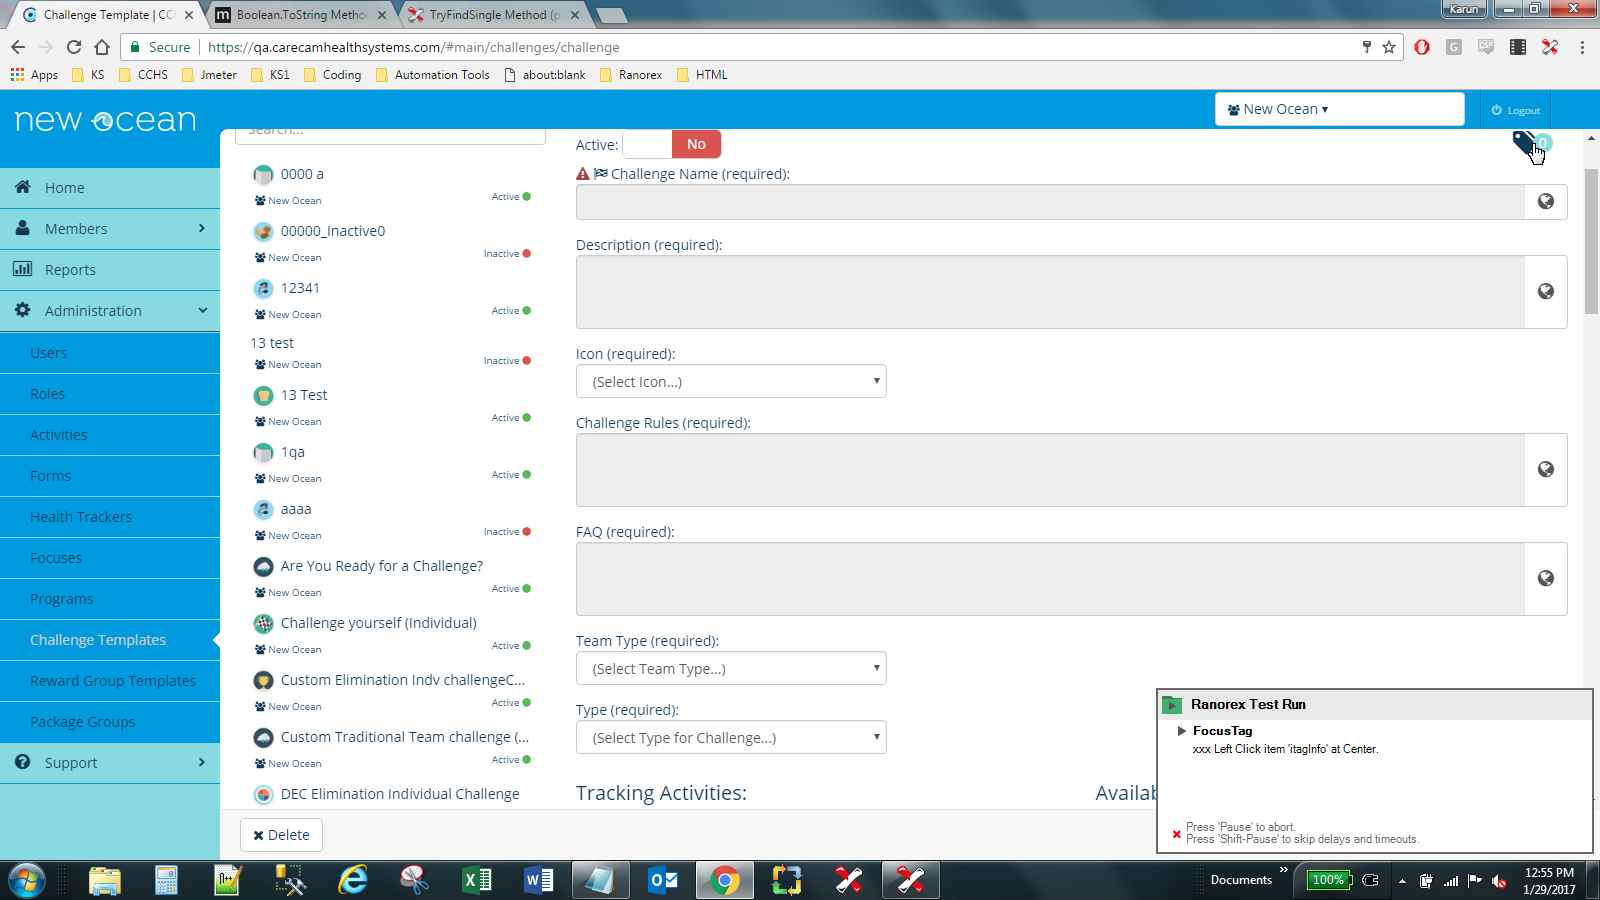 Challenge Template | CC
Boolean.ToString Metho
TryFindSingle Method (p
Karun
Secure
https://qa.carecamhealthsystems.com/#main/challenges/challenge
Apps
KS
CCHS
Jmeter
KS1
Coding
Automation Tools
about:blank
Ranorex
HTML
new ocean
New Ocean ▾
Logout
Home
Members
Reports
Administration
Users
Roles
Activities
Forms
Health Trackers
Focuses
Programs
Challenge Templates
Reward Group Templates
Package Groups
Support
Search...
0000 a
New Ocean
Active
00000_Inactive0
New Ocean
Inactive
12341
New Ocean
Active
13 test
New Ocean
Inactive
13 Test
New Ocean
Active
1qa
New Ocean
Active
aaaa
New Ocean
Inactive
Are You Ready for a Challenge?
New Ocean
Active
Challenge yourself (Individual)
New Ocean
Active
Custom Elimination Indv challengeC...
New Ocean
Active
Custom Traditional Team challenge (...
New Ocean
Active
DEC Elimination Individual Challenge
Delete
Active:
No
0
Challenge Name (required):
Description (required):
Icon (required):
(Select Icon...)
Challenge Rules (required):
FAQ (required):
Team Type (required):
(Select Team Type...)
Type (required):
(Select Type for Challenge...)
Tracking Activities:
Availab
Ranorex Test Run
FocusTag
xxx Left Click item 'itagInfo' at Center.
Press 'Pause' to abort.
Press 'Shift-Pause' to skip delays and timeouts.
Documents
100%
12:55 PM
1/29/2017